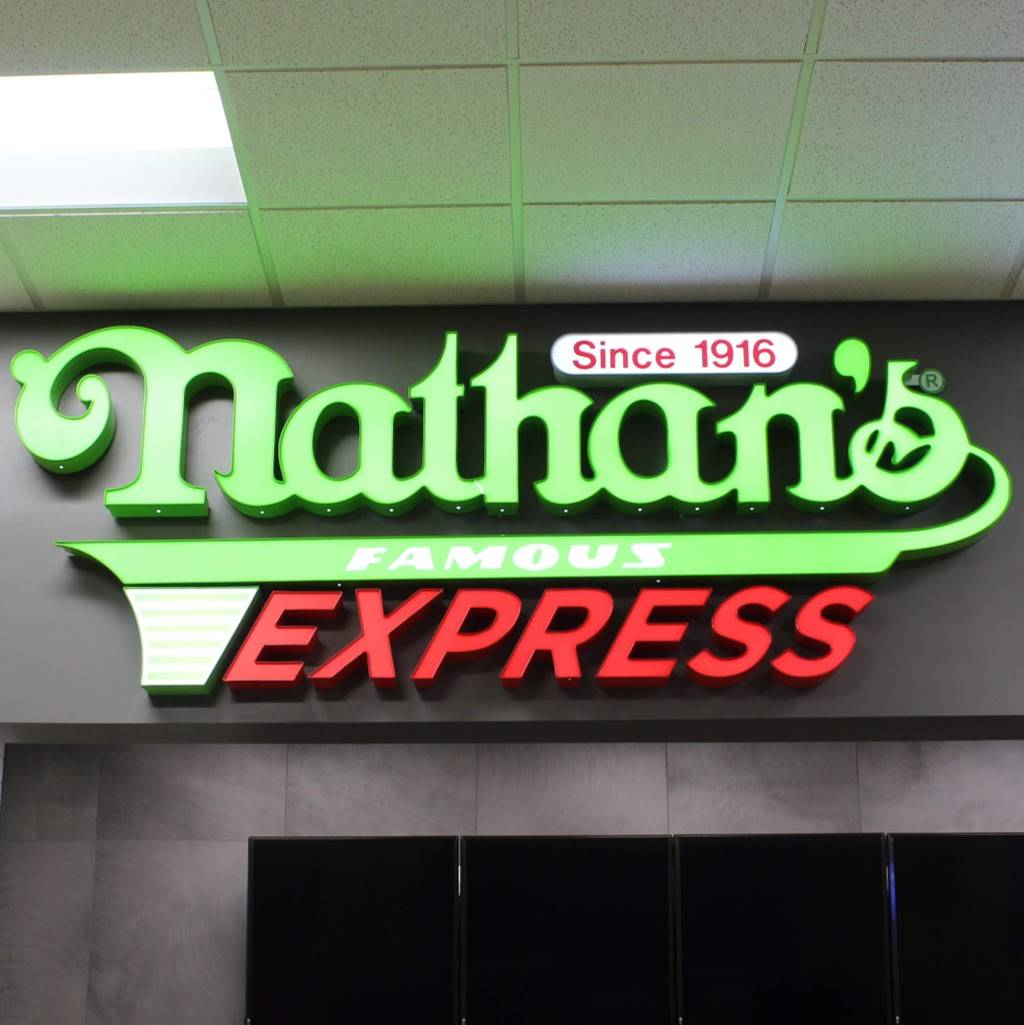 Since 1916
Nathan's ®
FAMOUS
EXPRESS